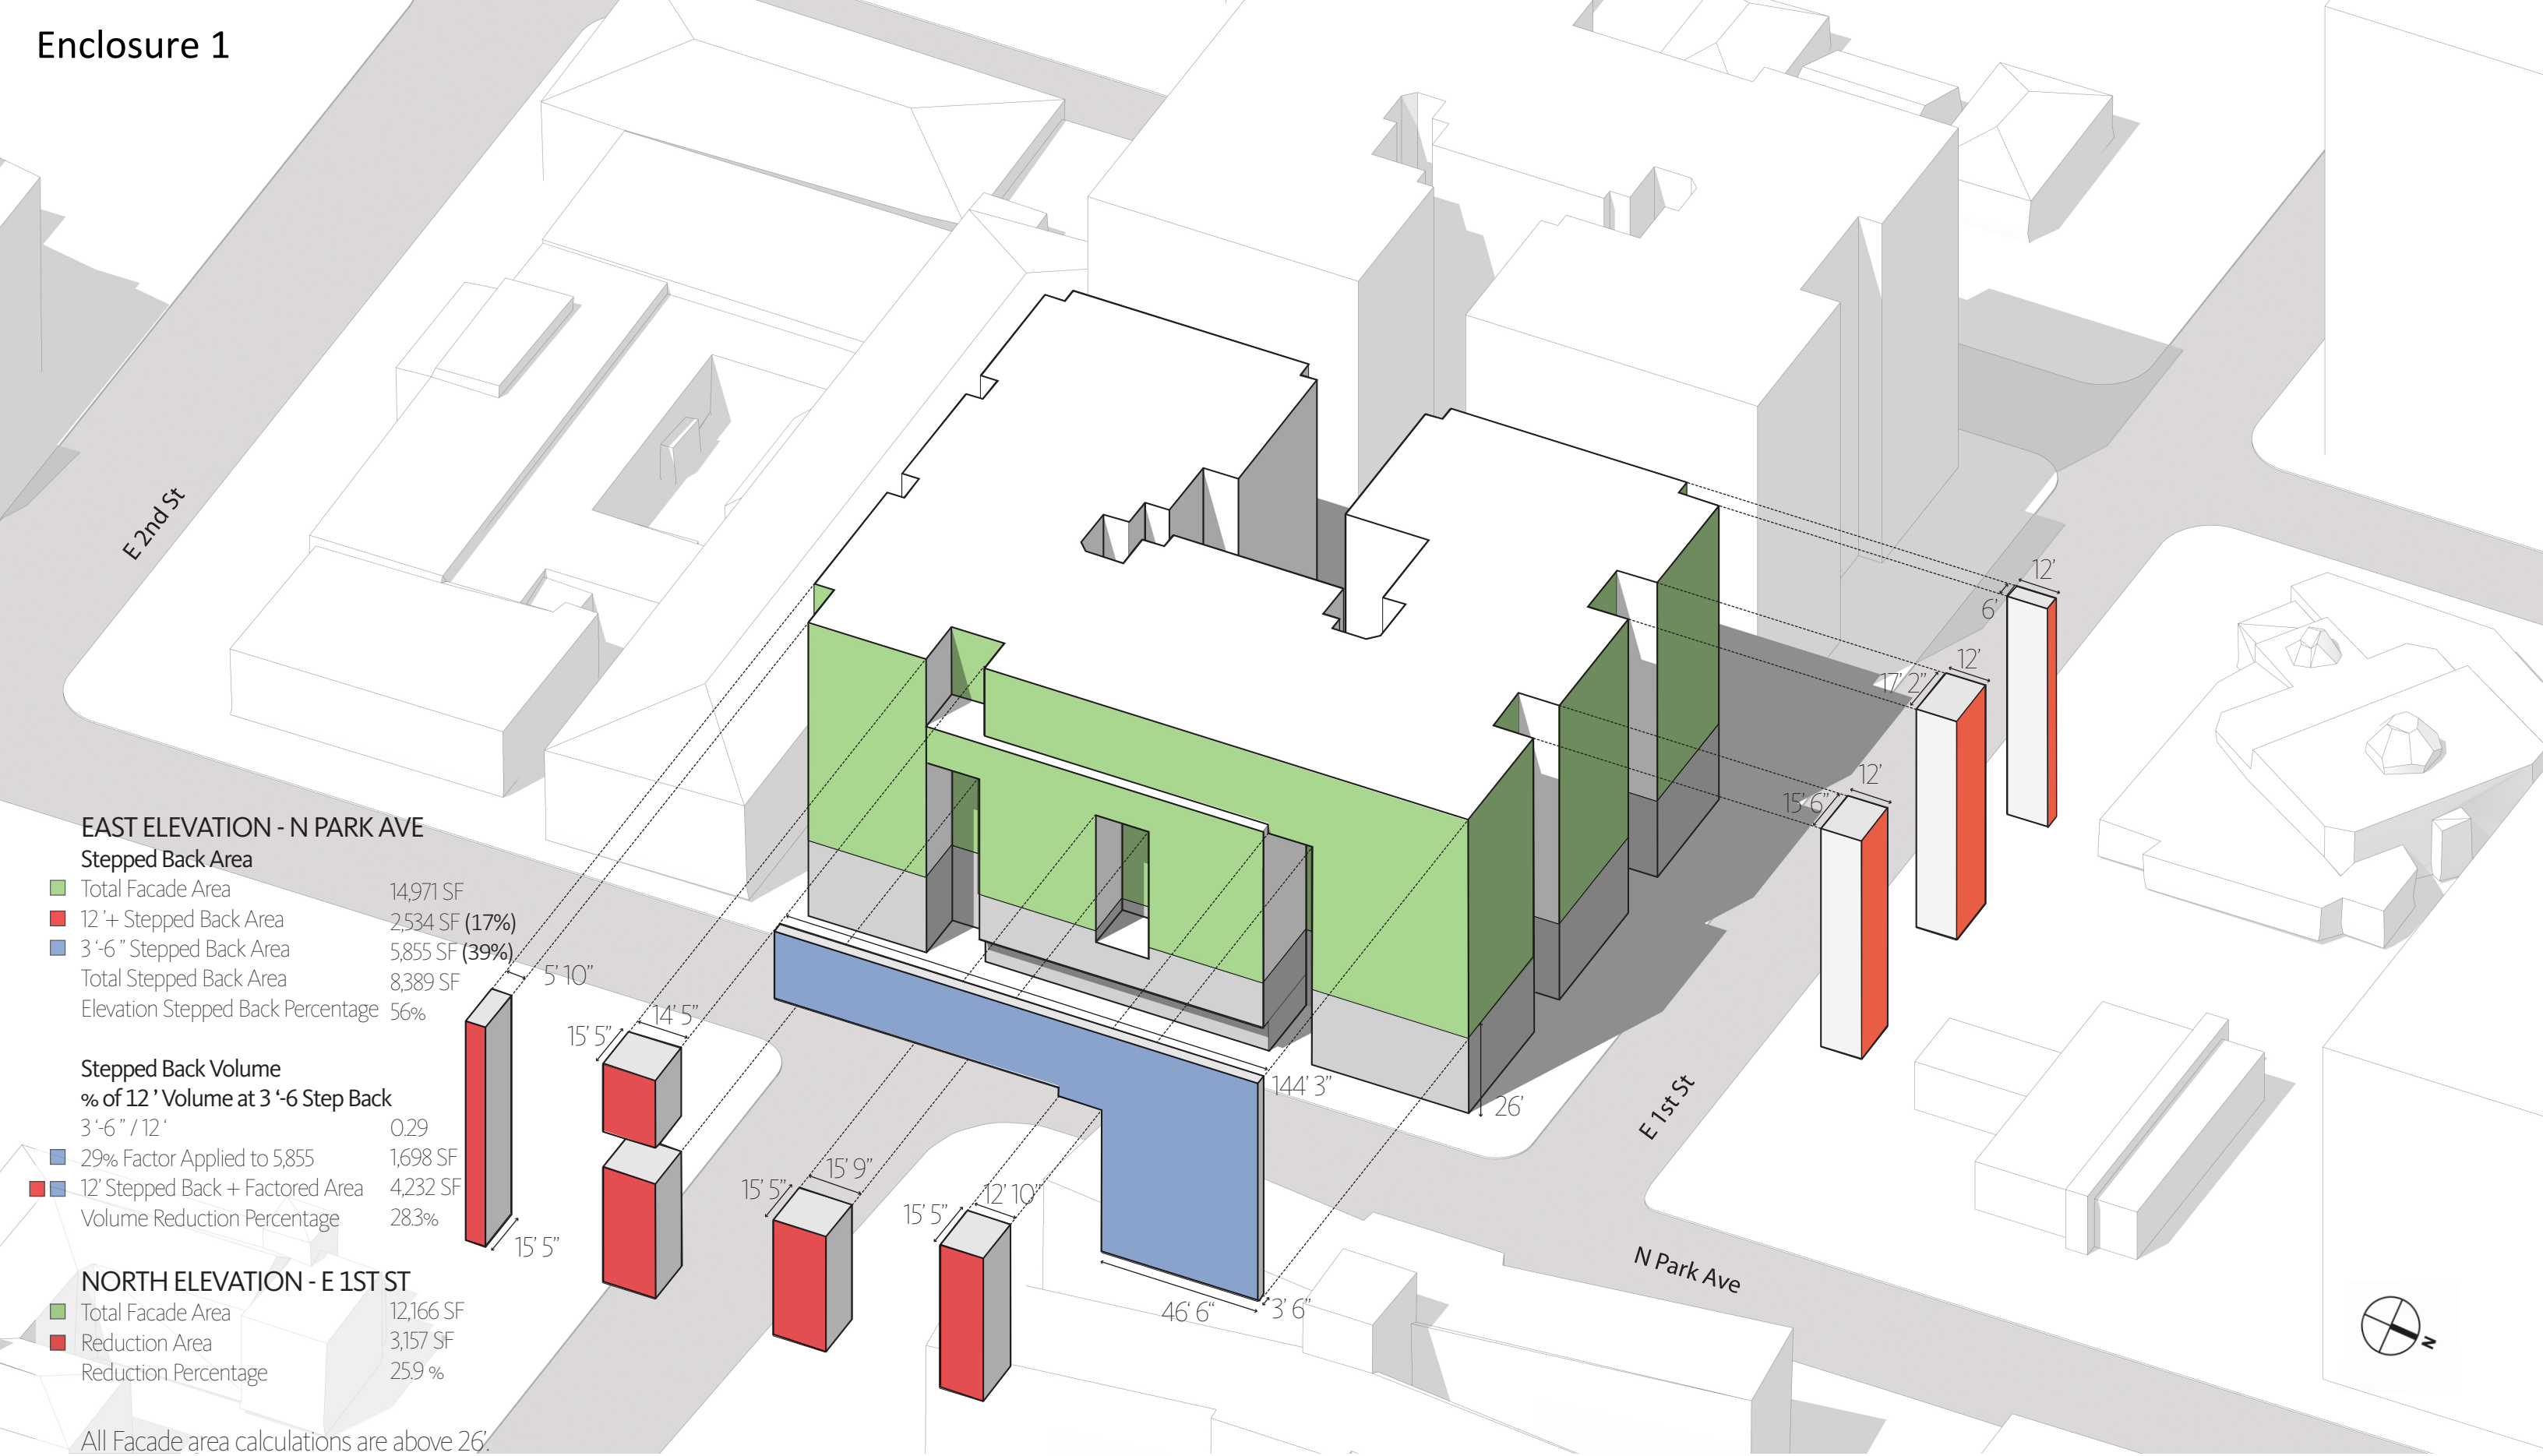 Enclosure 1
E 2nd St
12'
6'
12'
17' 2"
12'
15' 6"
EAST ELEVATION - N PARK AVE
Stepped Back Area
Total Facade Area 14,971 SF
12 '+ Stepped Back Area 2,534 SF (17%)
3 '-6 " Stepped Back Area 5,855 SF (39%)
Total Stepped Back Area 8,389 SF
Elevation Stepped Back Percentage 56%
Stepped Back Volume
% of 12 ' Volume at 3 '-6 Step Back
3 '-6 " / 12 ' 0.29
29% Factor Applied to 5,855 1,698 SF
12' Stepped Back + Factored Area 4,232 SF
Volume Reduction Percentage 28.3%
NORTH ELEVATION - E 1ST ST
Total Facade Area 12,166 SF
Reduction Area 3,157 SF
Reduction Percentage 25.9 %
All Facade area calculations are above 26'.
5' 10"
15' 5"
15' 5"
14' 5"
15' 5"
15' 9"
15' 5"
12' 10"
144' 3"
26'
46' 6"
3' 6"
E 1st St
N Park Ave
N